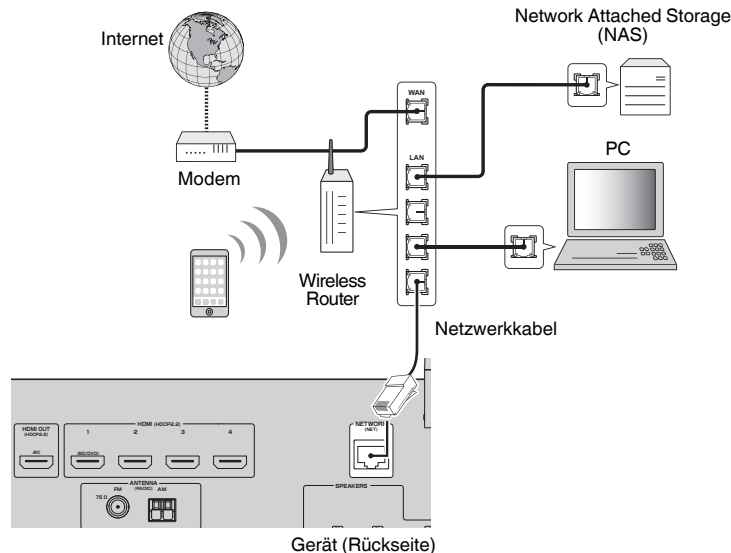 Network Attached Storage
(NAS)
Internet
WAN
LAN
PC
Modem
Wireless
Router
Netzwerkkabel
HDMI OUT
(HDCP2.2)
ARC
HDMI (HDCP2.2)
1 2 3 4
(BD/DVD)
NETWORK
(NET)
ANTENNA
(RADIO)
FM AM
75 Ω
SPEAKERS
Gerät (Rückseite)